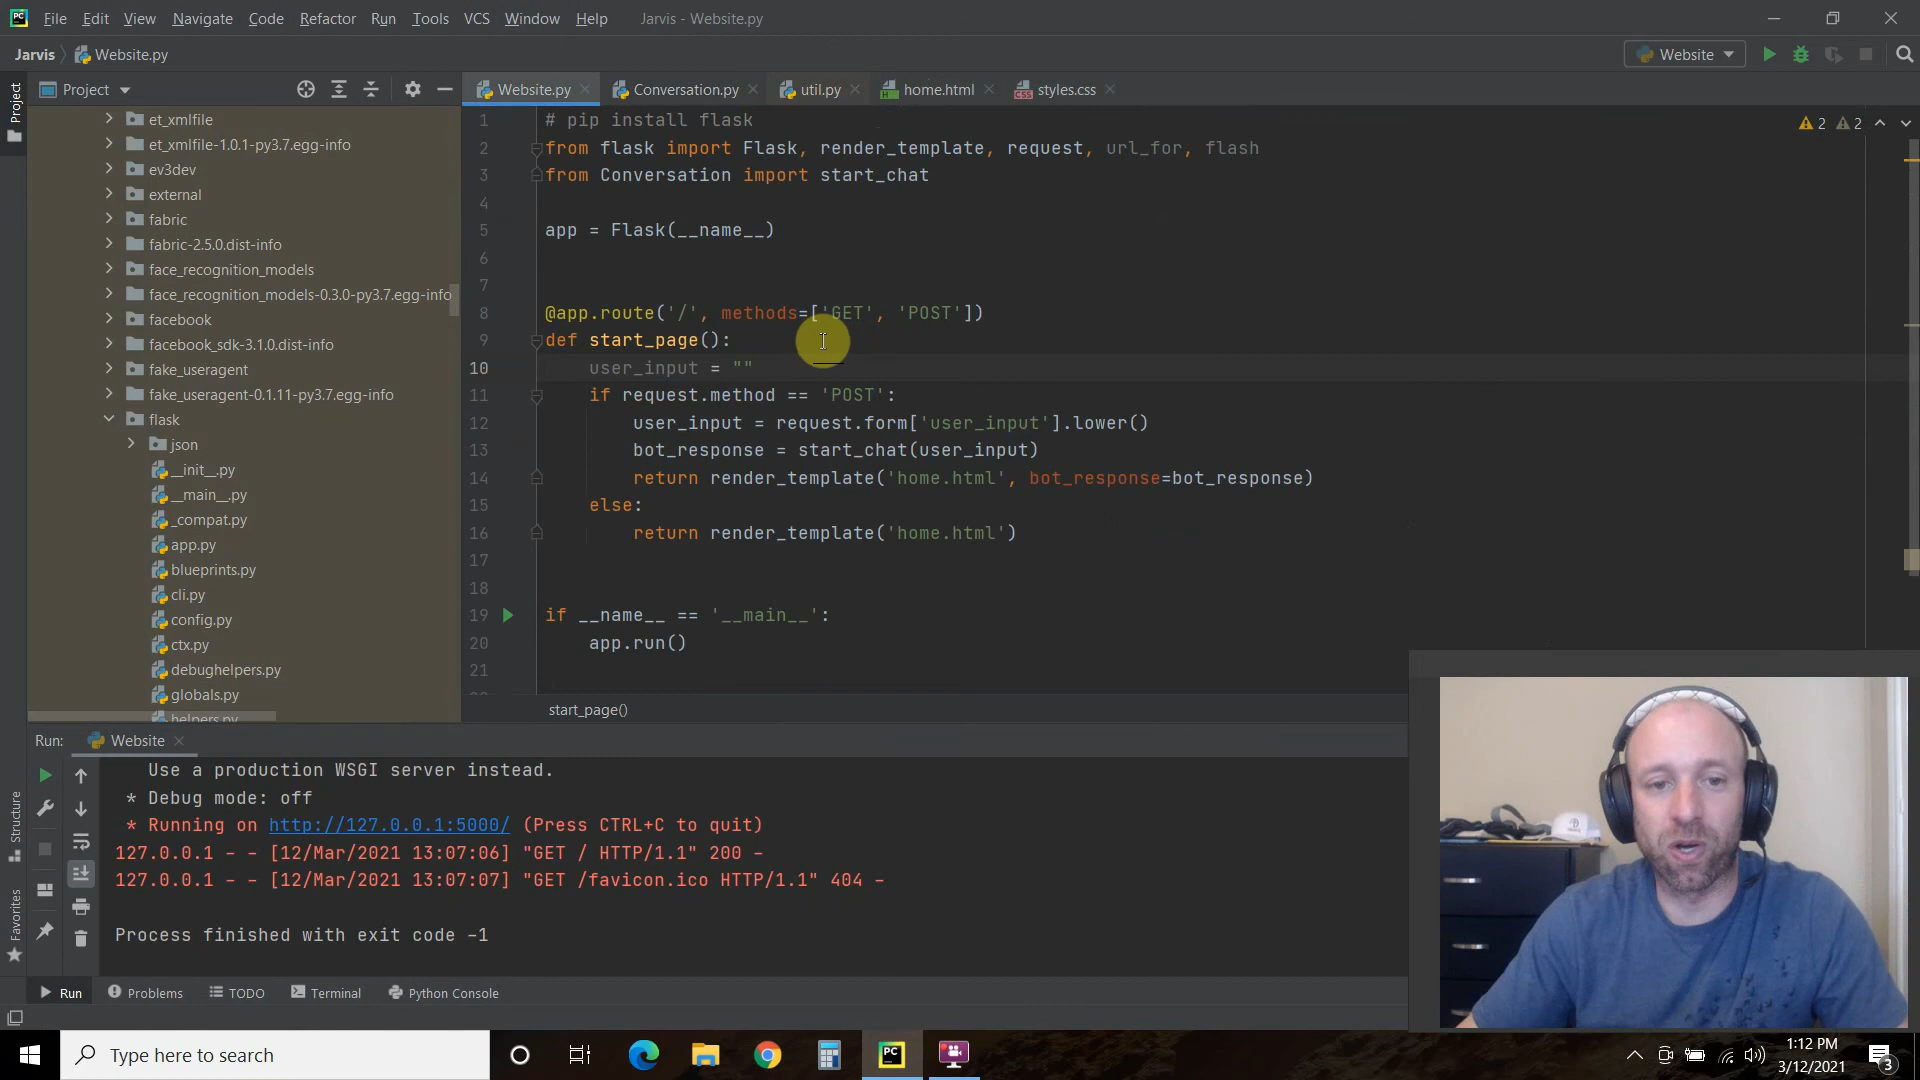 PC File Edit View Navigate Code Refactor Run Tools VCS Window Help Jarvis - Website.py
Jarvis Website.py Website
Project Project Website.py Conversation.py util.py home.html styles.css
et_xmlfile
et_xmlfile-1.0.1-py3.7.egg-info
ev3dev
external
fabric
fabric-2.5.0.dist-info
face_recognition_models
face_recognition_models-0.3.0-py3.7.egg-info
facebook
facebook_sdk-3.1.0.dist-info
fake_useragent
fake_useragent-0.1.11-py3.7.egg-info
flask
json
__init__.py
__main__.py
_compat.py
app.py
blueprints.py
cli.py
config.py
ctx.py
debughelpers.py
globals.py
helpers.py
2 2
1 # pip install flask
2 from flask import Flask, render_template, request, url_for, flash
3 from Conversation import start_chat
4
5 app = Flask(__name__)
6
7
8 @app.route('/', methods=['GET', 'POST'])
9 def start_page():
10 user_input = ""
11 if request.method == 'POST':
12 user_input = request.form['user_input'].lower()
13 bot_response = start_chat(user_input)
14 return render_template('home.html', bot_response=bot_response)
15 else:
16 return render_template('home.html')
17
18
19 if __name__ == '__main__':
20 app.run()
21
start_page()
Run: Website
Use a production WSGI server instead.
* Debug mode: off
* Running on http://127.0.0.1:5000/ (Press CTRL+C to quit)
127.0.0.1 - - [12/Mar/2021 13:07:06] "GET / HTTP/1.1" 200 -
127.0.0.1 - - [12/Mar/2021 13:07:07] "GET /favicon.ico HTTP/1.1" 404 -
Process finished with exit code -1
Structure
Favorites
Run Problems TODO Terminal Python Console
Type here to search PC 1:12 PM
3/12/2021 3